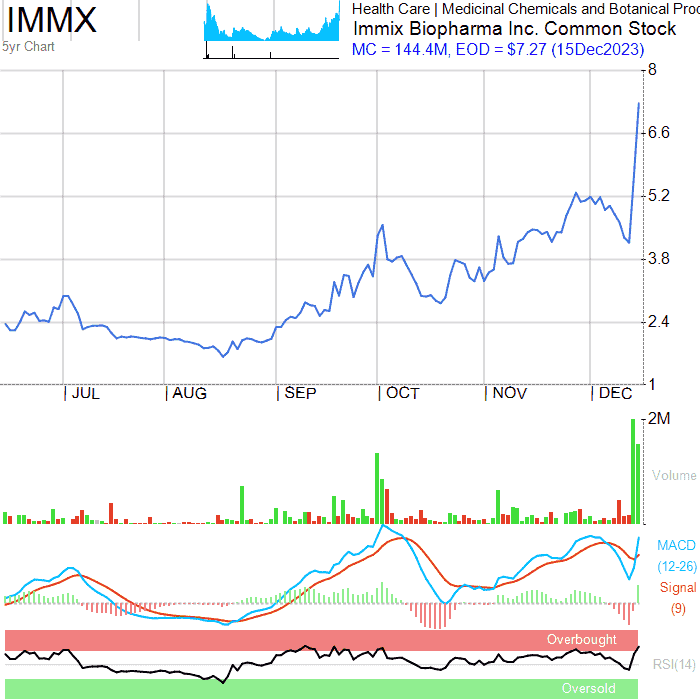 IMMX
5yr Chart
Health Care | Medicinal Chemicals and Botanical Proc
Immix Biopharma Inc. Common Stock
MC = 144.4M, EOD = $7.27 (15Dec2023)
8
6.6
5.2
3.8
2.4
1
JUL AUG SEP OCT NOV DEC
2M
Volume
MACD
(12-26)
Signal
(9)
Overbought
RSI(14)
Oversold